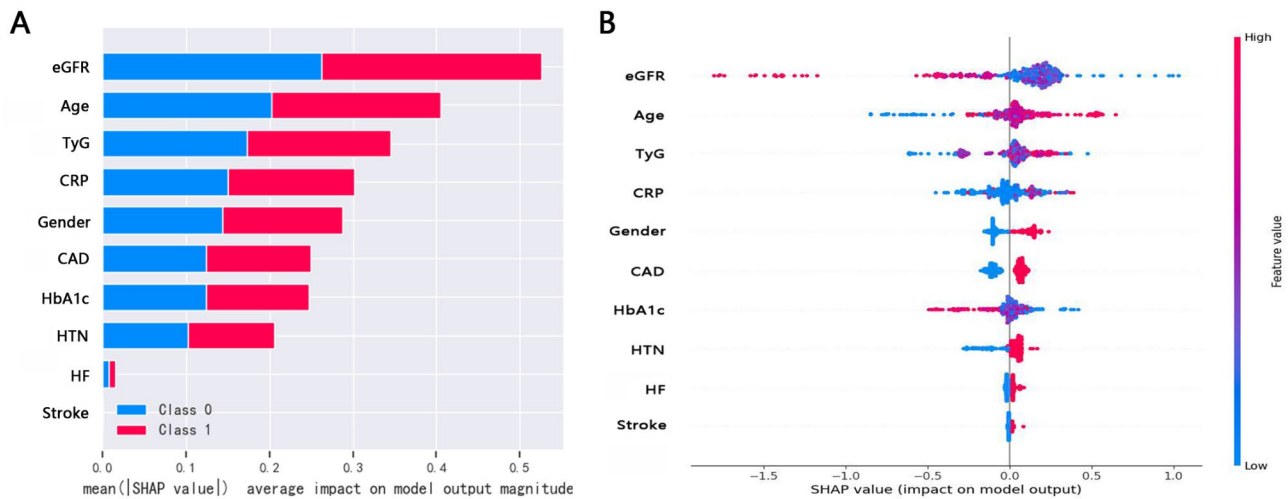 A
eGFR
Age
TyG
CRP
Gender
CAD
HbA1c
HTN
HF
Stroke
Class 0
Class 1
0.0 0.1 0.2 0.3 0.4 0.5
mean(|SHAP value|) average impact on model output magnitude
B
High
eGFR
Age
TyG
CRP
Gender
CAD
HbA1c
HTN
HF
Stroke
Feature value
Low
−1.5 −1.0 −0.5 0.0 0.5 1.0
SHAP value (impact on model output)